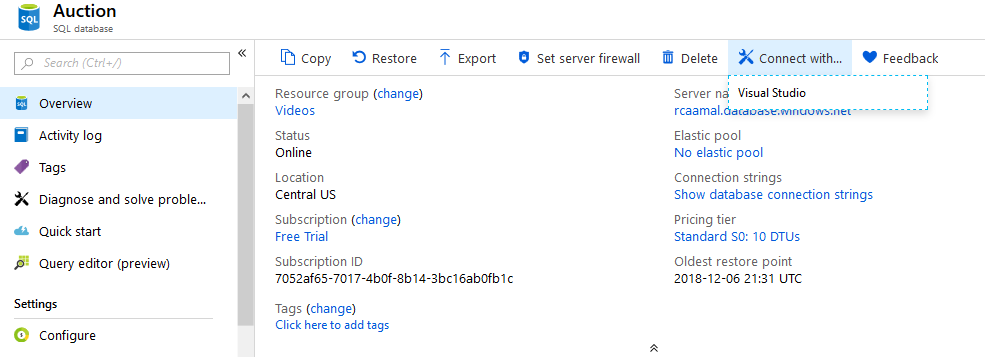 Auction
SQL database
Search (Ctrl+/)
Overview
Activity log
Tags
Diagnose and solve proble...
Quick start
Query editor (preview)
Settings
Configure
Copy
Restore
Export
Set server firewall
Delete
Connect with...
Feedback
Visual Studio
Resource group (change)
Videos
Status
Online
Location
Central US
Subscription (change)
Free Trial
Subscription ID
7052af65-7017-4b0f-8b14-3bc16ab0fb1c
Tags (change)
Click here to add tags
Server na
rcaamal.database.windows.net
Elastic pool
No elastic pool
Connection strings
Show database connection strings
Pricing tier
Standard S0: 10 DTUs
Oldest restore point
2018-12-06 21:31 UTC